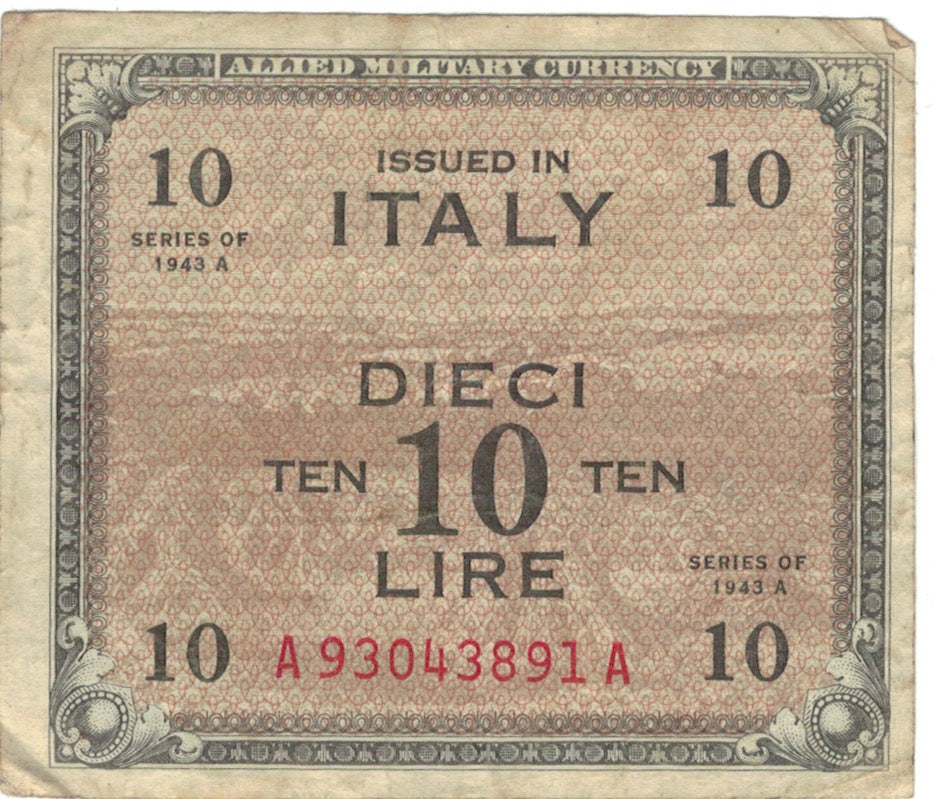 ALLIED MILITARY CURRENCY
10 ISSUED IN 10
ITALY
SERIES OF
1943 A
DIECI
TEN 10 TEN
LIRE
SERIES OF
1943 A
10 A93043891A 10